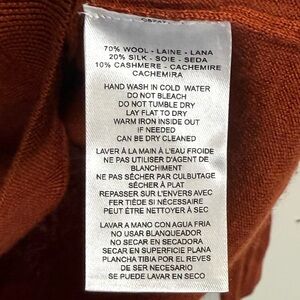 70% WOOL - LAINE - LANA
20% SILK - SOIE - SEDA
10% CASHMERE - CACHEMIRE
CACHEMIRA
HAND WASH IN COLD WATER
DO NOT BLEACH
DO NOT TUMBLE DRY
LAY FLAT TO DRY
WARM IRON INSIDE OUT
IF NEEDED
CAN BE DRY CLEANED
LAVER À LA MAIN À L'EAU FROIDE
NE PAS UTILISER D'AGENT DE
BLANCHIMENT
NE PAS SÉCHER PAR CULBUTAGE
SÉCHER À PLAT
REPASSER SUR L'ENVERS AVEC
FER TIÈDE SI NÉCESSAIRE
PEUT ÊTRE NETTOYER À SEC
LAVAR A MANO CON AGUA FRIA
NO USAR BLANQUEADOR
NO SECAR EN SECADORA
SECAR EN SUPERFICIE PLANA
PLANCHA TIBIA POR EL REVES
DE SER NECESARIO
SE PUEDE LAVAR EN SECO